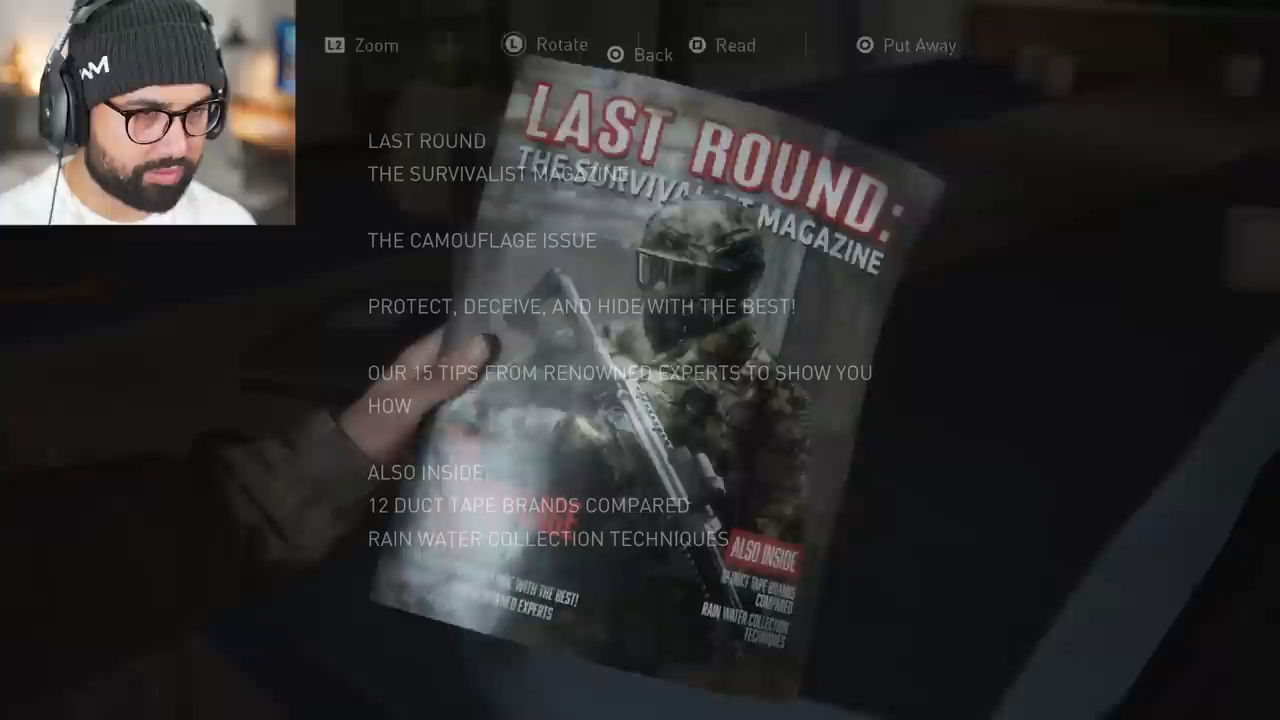 L2 Zoom
L Rotate
Back
Read
Put Away
LAST ROUND
THE SURVIVALIST MAGAZINE
THE CAMOUFLAGE ISSUE
PROTECT, DECEIVE, AND HIDE WITH THE BEST!
OUR 15 TIPS FROM RENOWNED EXPERTS TO SHOW YOU
HOW
ALSO INSIDE
12 DUCT TAPE BRANDS COMPARED
RAIN WATER COLLECTION TECHNIQUES
LAST ROUND:
THE SURVIVALIST MAGAZINE
WITH THE BEST!
EXPERTS
ALSO INSIDE
DUCT TAPE BRANDS
COMPARED
RAIN WATER COLLECTION
TECHNIQUES